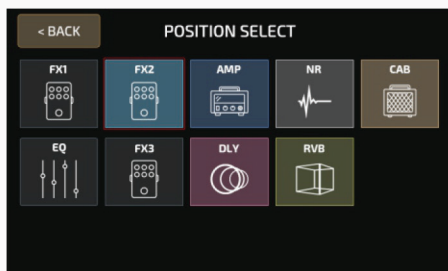 < BACK
POSITION SELECT
FX1
FX2
AMP
NR
CAB
EQ
FX3
DLY
RVB